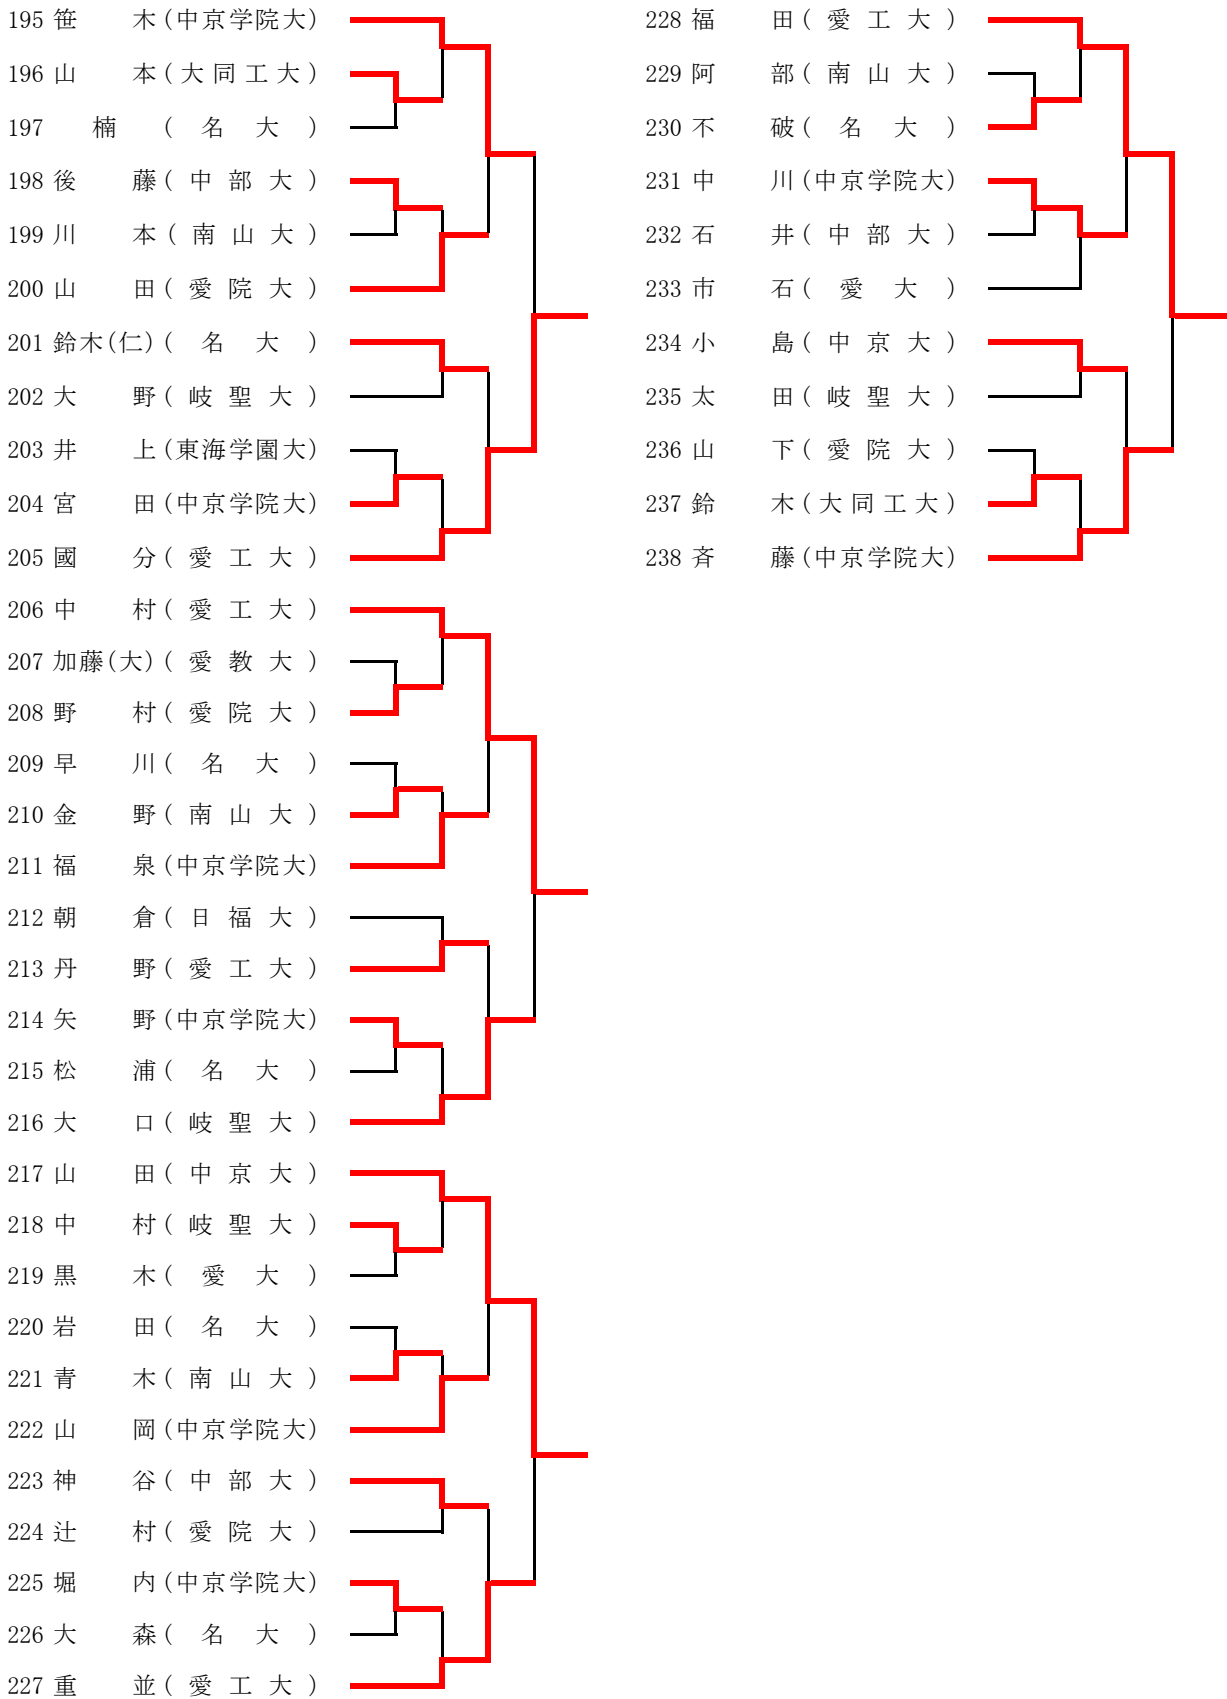 195 笹 木(中京学院大)
196 山 本(大同工大)
197 楠 (名大)
198 後 藤(中部大)
199 川 本(南山大)
200 山 田(愛院大)
201 鈴木(仁)(名大)
202 大 野(岐聖大)
203 井 上(東海学園大)
204 宮 田(中京学院大)
205 國 分(愛工大)
206 中 村(愛工大)
207 加藤(大)(愛教大)
208 野 村(愛院大)
209 早 川(名大)
210 金 野(南山大)
211 福 泉(中京学院大)
212 朝 倉(日福大)
213 丹 野(愛工大)
214 矢 野(中京学院大)
215 松 浦(名大)
216 大 口(岐聖大)
217 山 田(中京大)
218 中 村(岐聖大)
219 黒 木(愛大)
220 岩 田(名大)
221 青 木(南山大)
222 山 岡(中京学院大)
223 神 谷(中部大)
224 辻 村(愛院大)
225 堀 内(中京学院大)
226 大 森(名大)
227 重 並(愛工大)
228 福 田(愛工大)
229 阿 部(南山大)
230 不 破(名大)
231 中 川(中京学院大)
232 石 井(中部大)
233 市 石(愛大)
234 小 島(中京大)
235 太 田(岐聖大)
236 山 下(愛院大)
237 鈴 木(大同工大)
238 斉 藤(中京学院大)